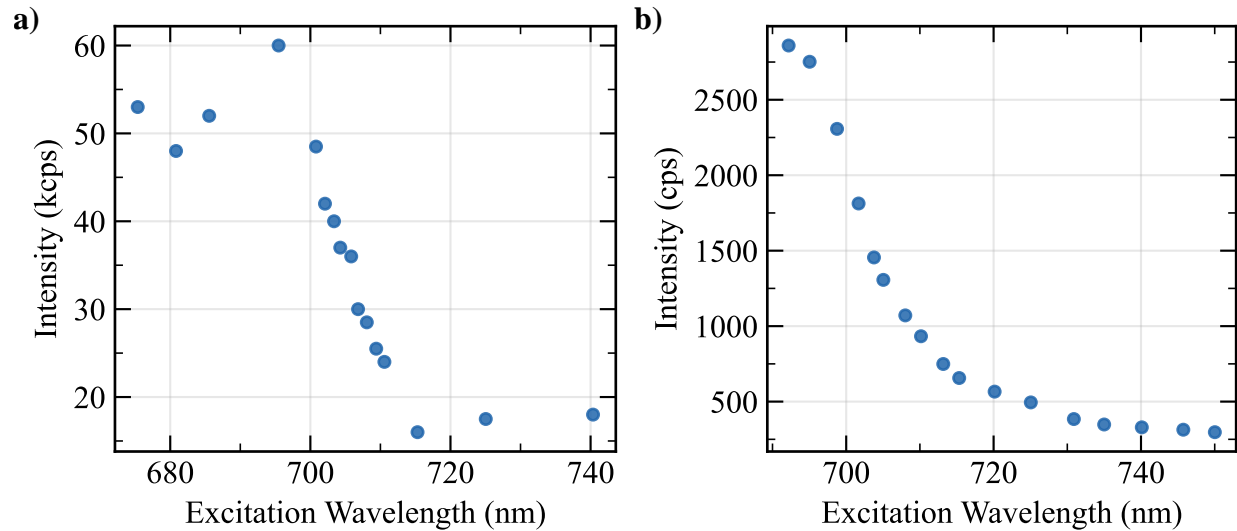 a)
60
50
40
30
20
Intensity (kcps)
680 700 720 740
Excitation Wavelength (nm)
b)
2500
2000
1500
1000
500
Intensity (cps)
700 720 740
Excitation Wavelength (nm)